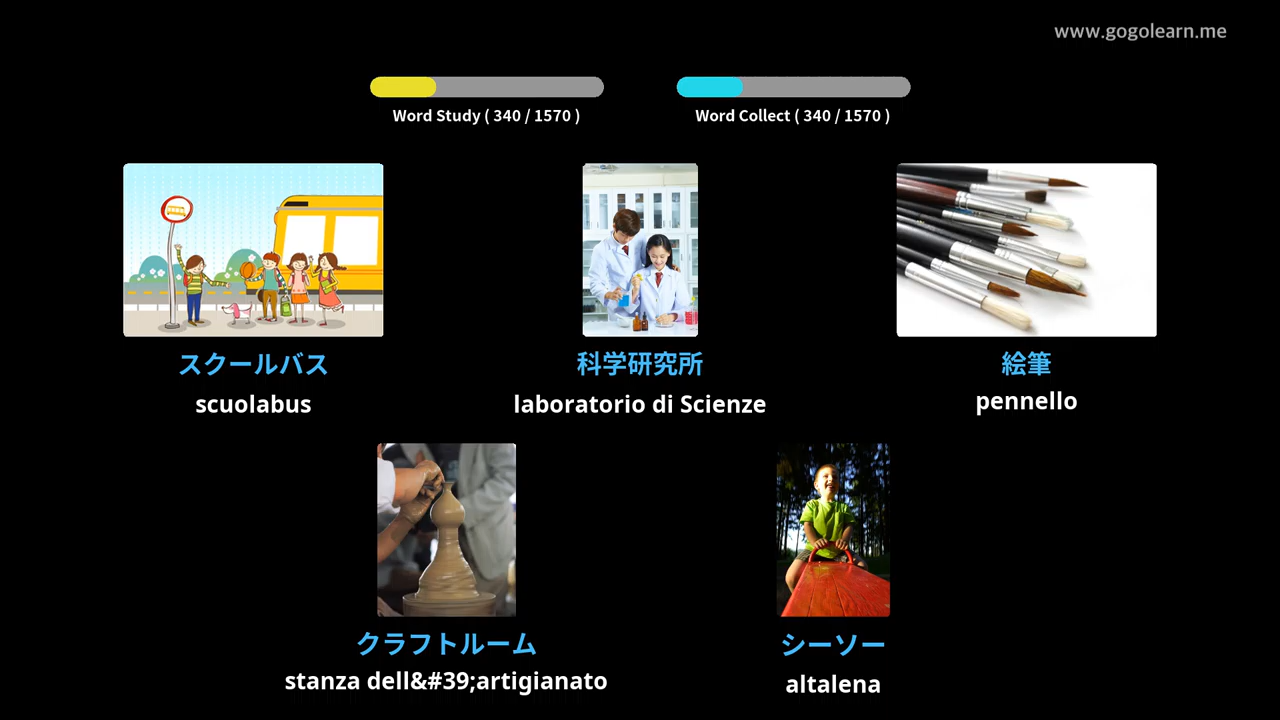 www.gogolearn.me
Word Study ( 340 / 1570 )
Word Collect ( 340 / 1570 )
スクールバス
scuolabus
科学研究所
laboratorio di Scienze
絵筆
pennello
クラフトルーム
stanza dell&#39;artigianato
シーソー
altalena